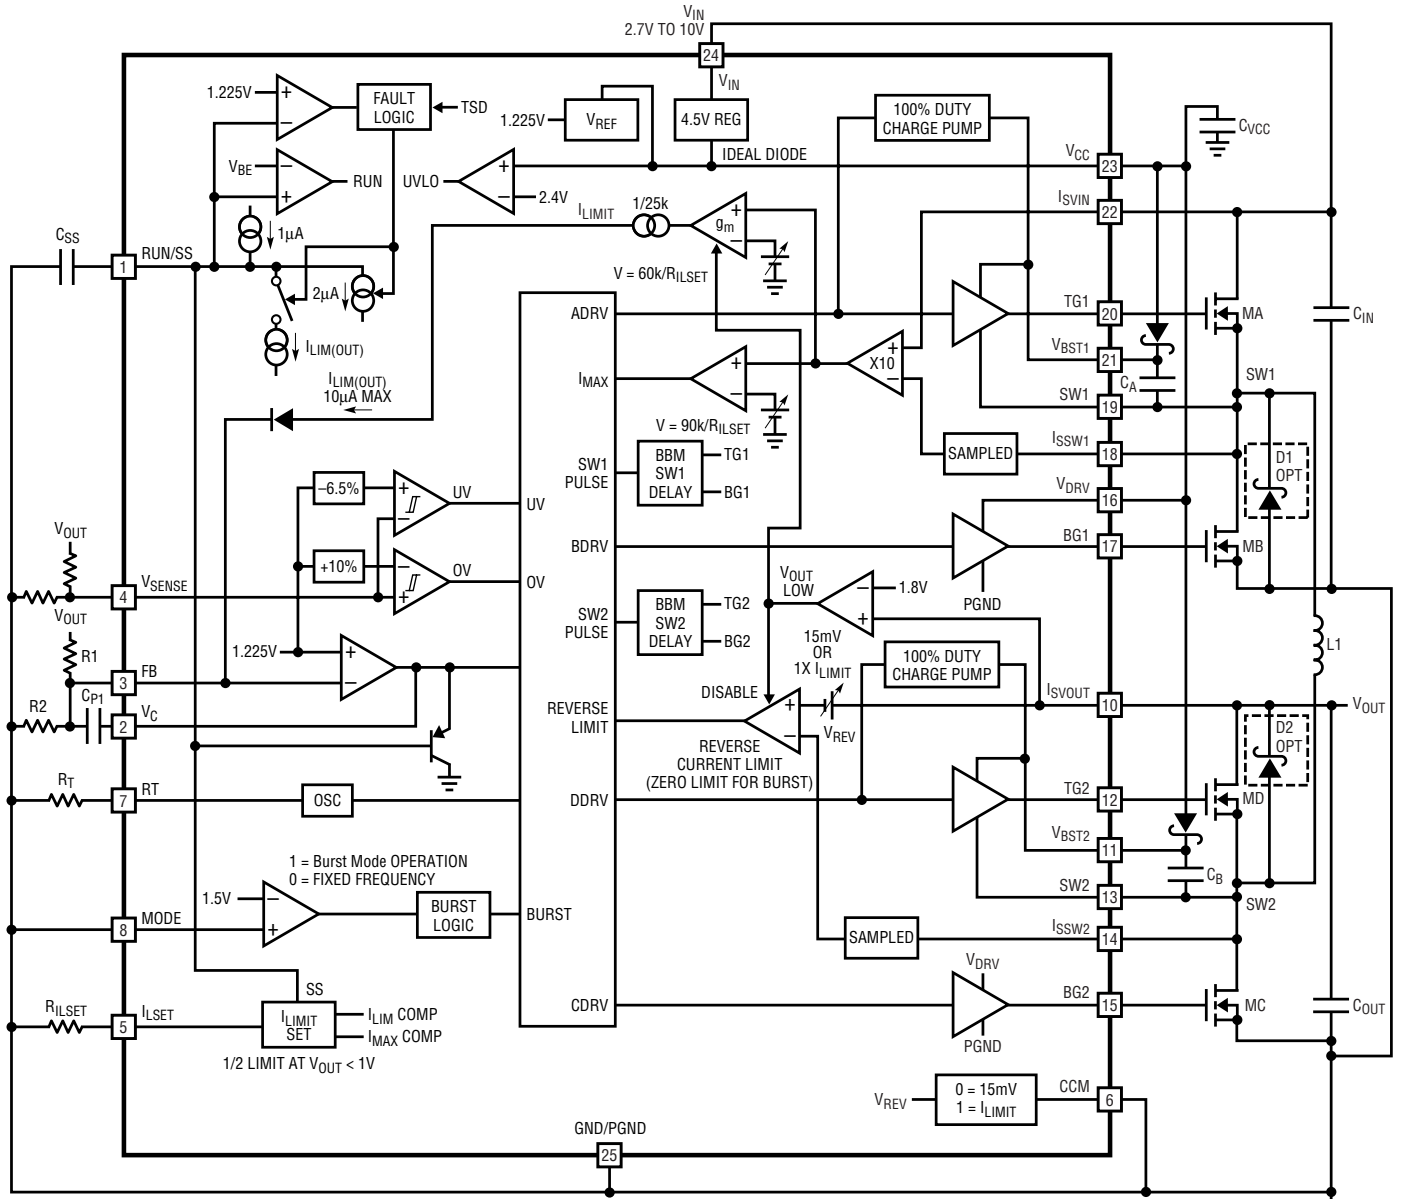 VIN
2.7V TO 10V
24
VIN
1.225V
+
−
FAULT
LOGIC
TSD
1.225V
VREF
4.5V REG
100% DUTY
CHARGE PUMP
CVCC
VBE
−
+
RUN
UVLO
+
−
2.4V
IDEAL DIODE
VCC
23
ISVIN
22
1µA
ILIMIT
1/25k
gm
+
−
CSS
RUN/SS
1
2µA
V = 60k/RILSET
ILIM(OUT)
ADRV
TG1
20
MA
CIN
VBST1
21
CA
SW1
X10
+
−
IMAX
+
−
ILIM(OUT)
10µA MAX
SW1
19
V = 90k/RILSET
ISSW1
18
SAMPLED
D1
OPT
SW1
PULSE
BBM
SW1
DELAY
TG1
BG1
VDRV
16
−6.5%
+
−
UV
UV
BDRV
BG1
17
MB
PGND
VOUT
VSENSE
4
+10%
−
+
OV
OV
VOUT
LOW
−
+
1.8V
SW2
PULSE
BBM
SW2
DELAY
TG2
BG2
VOUT
R1
1.225V
+
−
15mV
OR
1X ILIMIT
100% DUTY
CHARGE PUMP
L1
FB
3
DISABLE
ISVOUT
10
VOUT
R2
CP1
VC
2
REVERSE
LIMIT
+
−
VREV
D2
OPT
REVERSE
CURRENT LIMIT
(ZERO LIMIT FOR BURST)
RT
RT
7
OSC
DDRV
TG2
12
MD
VBST2
11
CB
1 = Burst Mode OPERATION
0 = FIXED FREQUENCY
1.5V
−
+
SW2
13
SW2
MODE
8
BURST
LOGIC
BURST
SAMPLED
ISSW2
14
VDRV
SS
RILSET
ILSET
5
ILIMIT
SET
ILIM COMP
IMAX COMP
CDRV
BG2
15
MC
COUT
PGND
1/2 LIMIT AT VOUT < 1V
VREV
0 = 15mV
1 = ILIMIT
CCM
6
GND/PGND
25